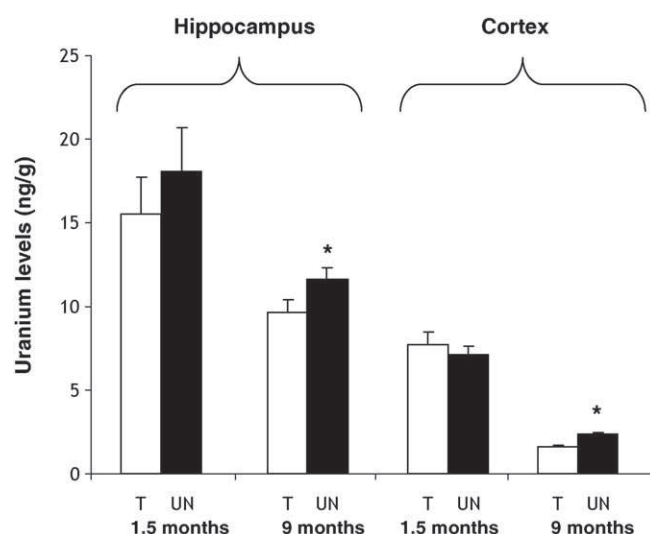 Hippocampus Cortex
25
20
15
10
5
0
Uranium levels (ng/g)
*
*
T UN T UN T UN T UN
1.5 months 9 months 1.5 months 9 months